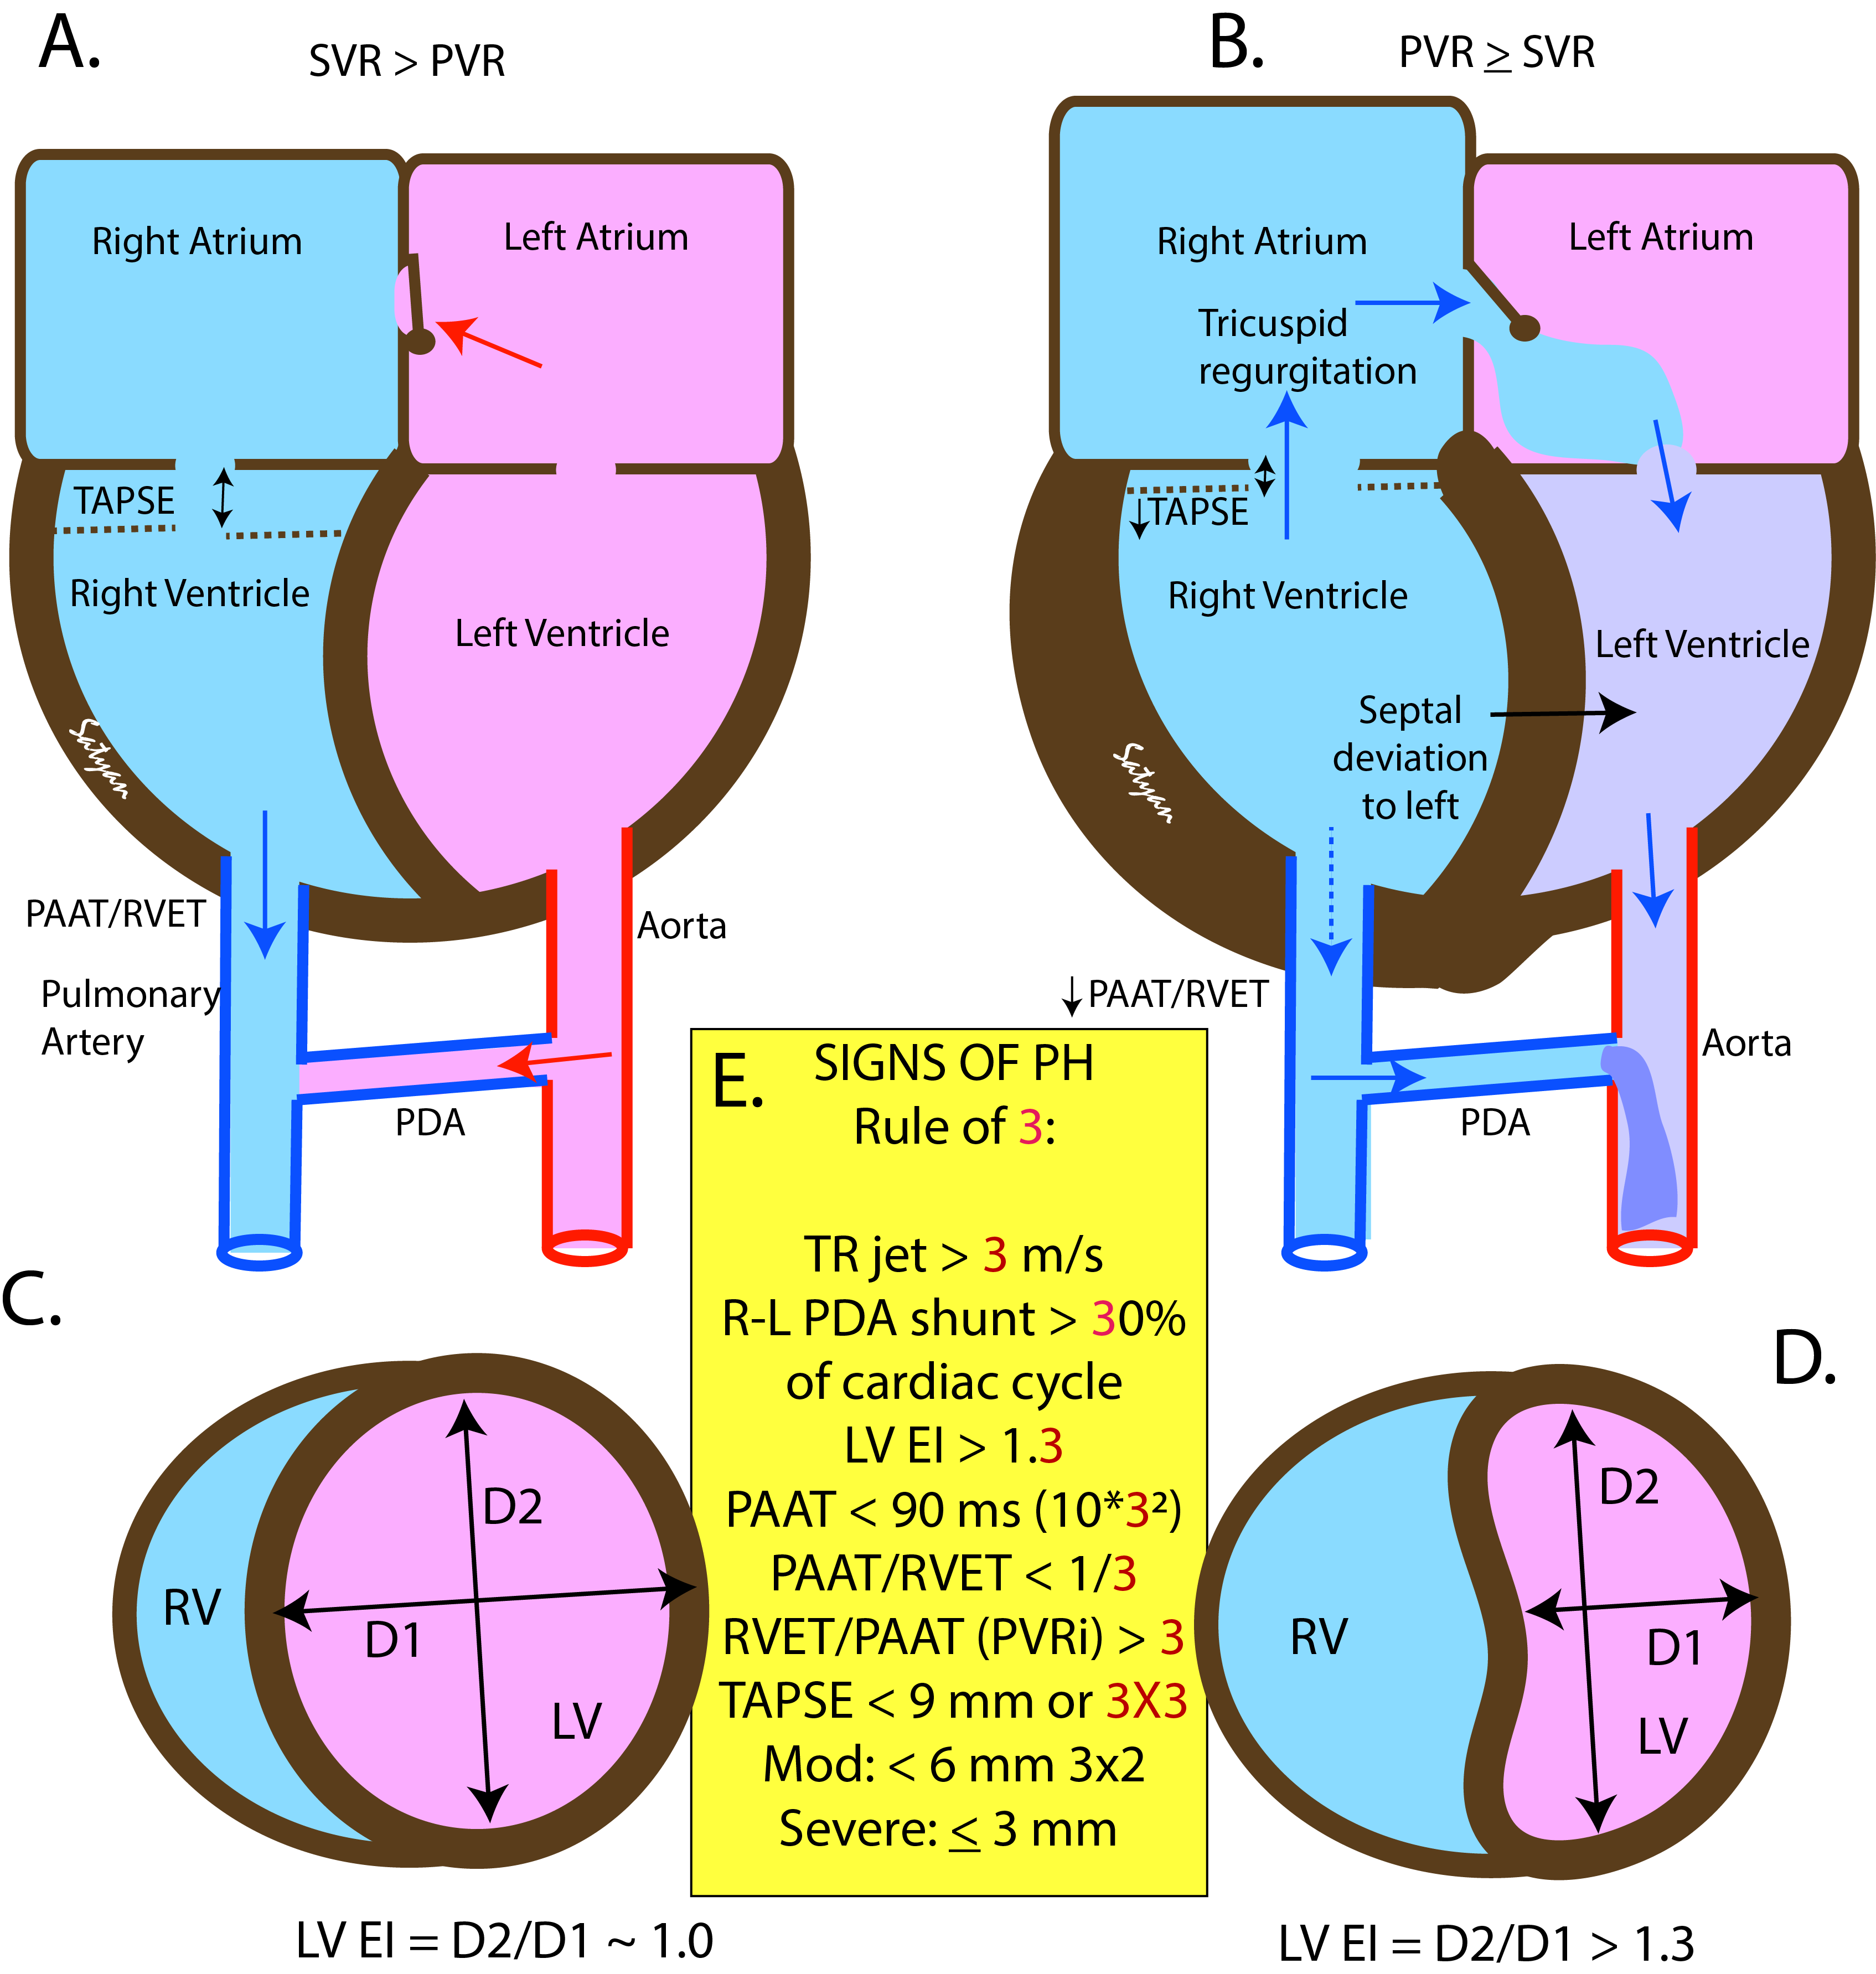 A.
SVR > PVR
Right Atrium
Left Atrium
TAPSE
Right Ventricle
Left Ventricle
Satyan
PAAT/RVET
Pulmonary
Artery
Aorta
PDA
B.
PVR ≥ SVR
Right Atrium
Left Atrium
Tricuspid
regurgitation
↓TAPSE
Right Ventricle
Left Ventricle
Septal
deviation
to left
Satyan
↓PAAT/RVET
Aorta
PDA
C.
RV
D2
D1
LV
LV EI = D2/D1 ~ 1.0
E.
SIGNS OF PH
Rule of 3:
TR jet > 3 m/s
R-L PDA shunt > 30%
of cardiac cycle
LV EI > 1.3
PAAT < 90 ms (10*3²)
PAAT/RVET < 1/3
RVET/PAAT (PVRi) > 3
TAPSE < 9 mm or 3X3
Mod: < 6 mm 3x2
Severe: ≤ 3 mm
D.
RV
D2
D1
LV
LV EI = D2/D1 > 1.3